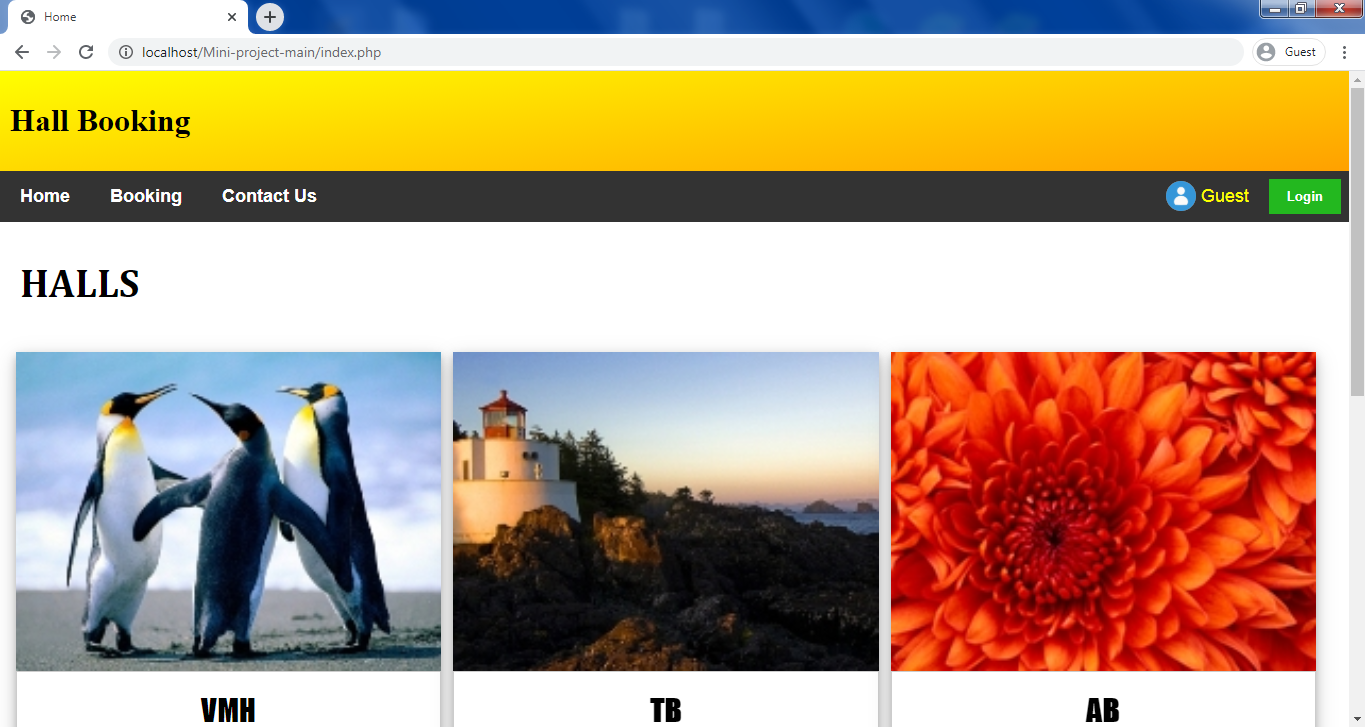 Home
localhost/Mini-project-main/index.php
Guest
Hall Booking
Home Booking Contact Us Guest Login
HALLS
VMH TB AB